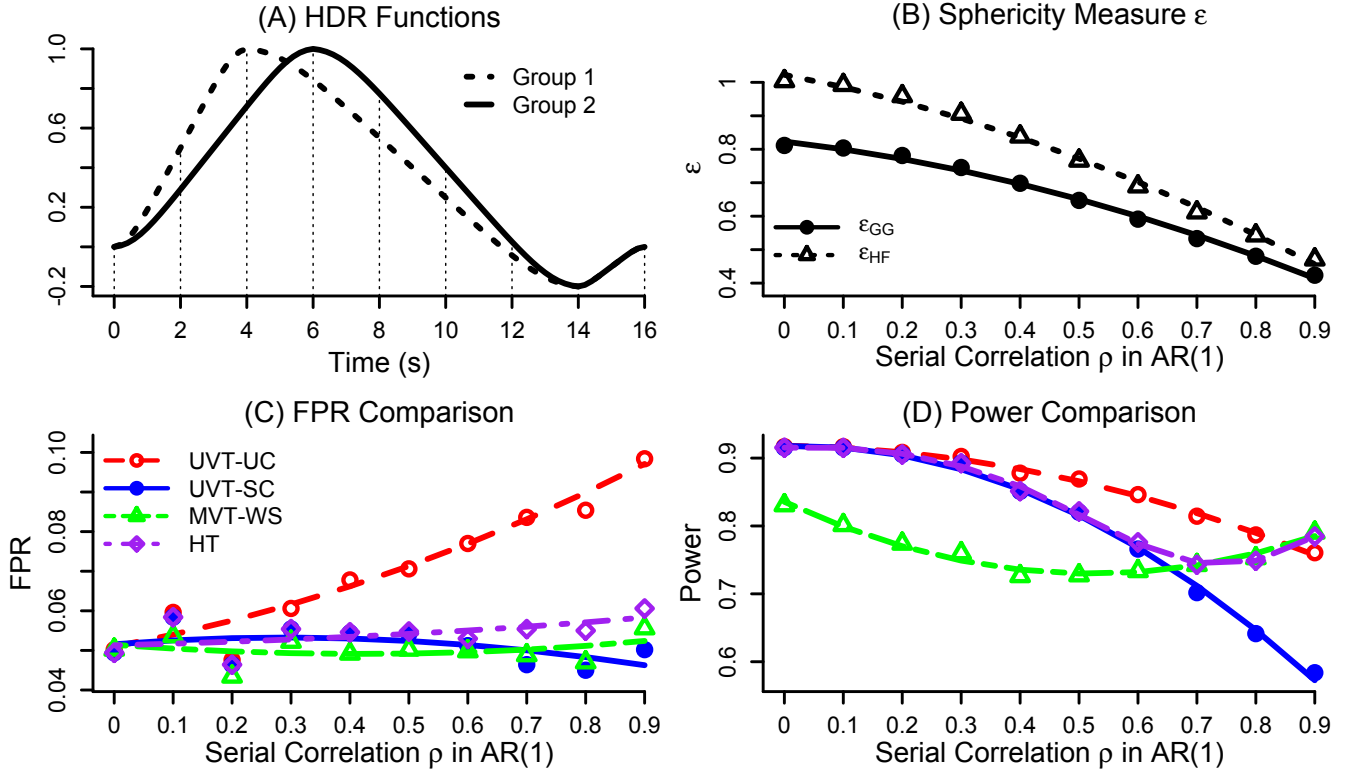 (A) HDR Functions
1.0
0.6
0.2
-0.2
Group 1
Group 2
0 2 4 6 8 10 12 14 16
Time (s)
(B) Sphericity Measure ε
ε
1
0.8
0.6
0.4
εGG
εHF
0 0.1 0.2 0.3 0.4 0.5 0.6 0.7 0.8 0.9
Serial Correlation ρ in AR(1)
(C) FPR Comparison
FPR
0.10
0.08
0.06
0.04
UVT-UC
UVT-SC
MVT-WS
HT
0 0.1 0.2 0.3 0.4 0.5 0.6 0.7 0.8 0.9
Serial Correlation ρ in AR(1)
(D) Power Comparison
Power
0.9
0.8
0.7
0.6
0 0.1 0.2 0.3 0.4 0.5 0.6 0.7 0.8 0.9
Serial Correlation ρ in AR(1)